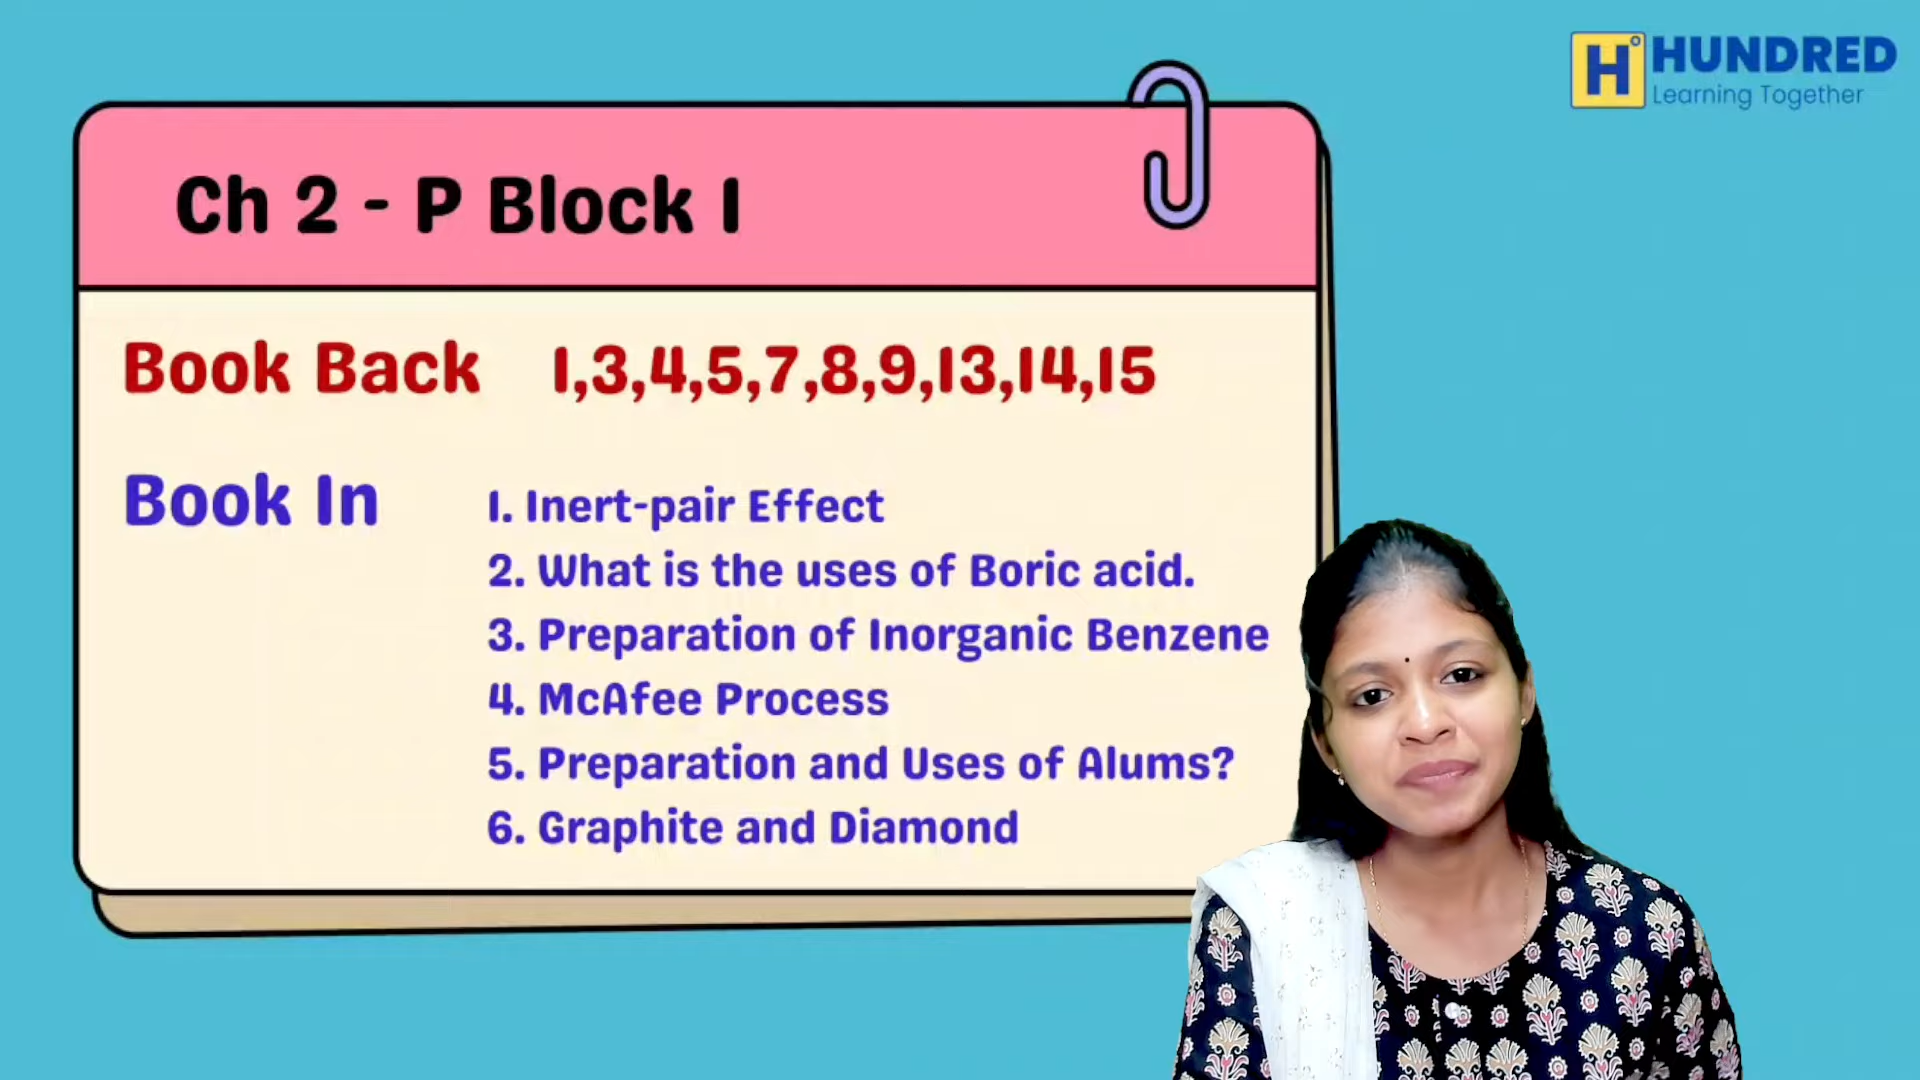 H° HUNDRED
Learning Together
Ch 2 - P Block 1
Book Back 1,3,4,5,7,8,9,13,14,15
Book In
1. Inert-pair Effect
2. What is the uses of Boric acid.
3. Preparation of Inorganic Benzene
4. McAfee Process
5. Preparation and Uses of Alums?
6. Graphite and Diamond